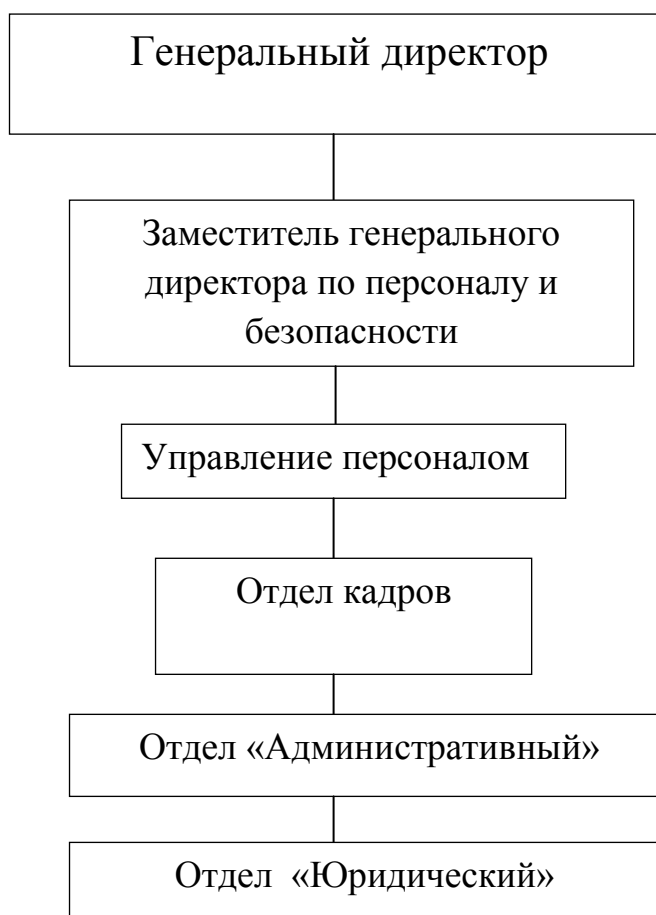 Генеральный директор
Заместитель генерального
директора по персоналу и
безопасности
Управление персоналом
Отдел кадров
Отдел «Административный»
Отдел «Юридический»